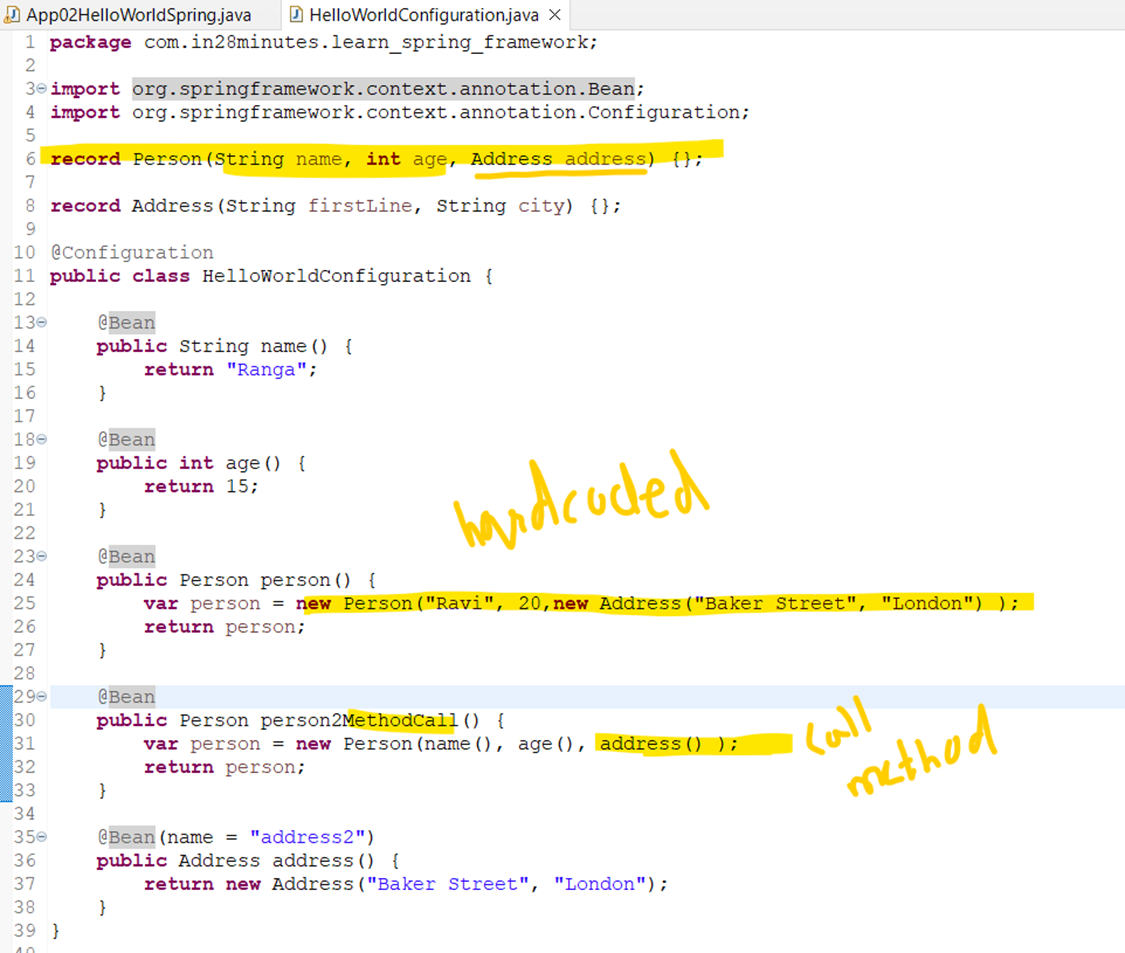 App02HelloWorldSpring.java HelloWorldConfiguration.java
1 package com.in28minutes.learn_spring_framework;
2
3 import org.springframework.context.annotation.Bean;
4 import org.springframework.context.annotation.Configuration;
5
6 record Person(String name, int age, Address address) {};
7
8 record Address(String firstLine, String city) {};
9
10 @Configuration
11 public class HelloWorldConfiguration {
12
13 @Bean
14 public String name() {
15 return "Ranga";
16 }
17
18 @Bean
19 public int age() {
20 return 15;
21 }
hardcoded
22
23 @Bean
24 public Person person() {
25 var person = new Person("Ravi", 20,new Address("Baker Street", "London") );
26 return person;
27 }
28
29 @Bean
30 public Person person2MethodCall() {
31 var person = new Person(name(), age(), address() );
call
method
32 return person;
33 }
34
35 @Bean(name = "address2")
36 public Address address() {
37 return new Address("Baker Street", "London");
38 }
39 }
40